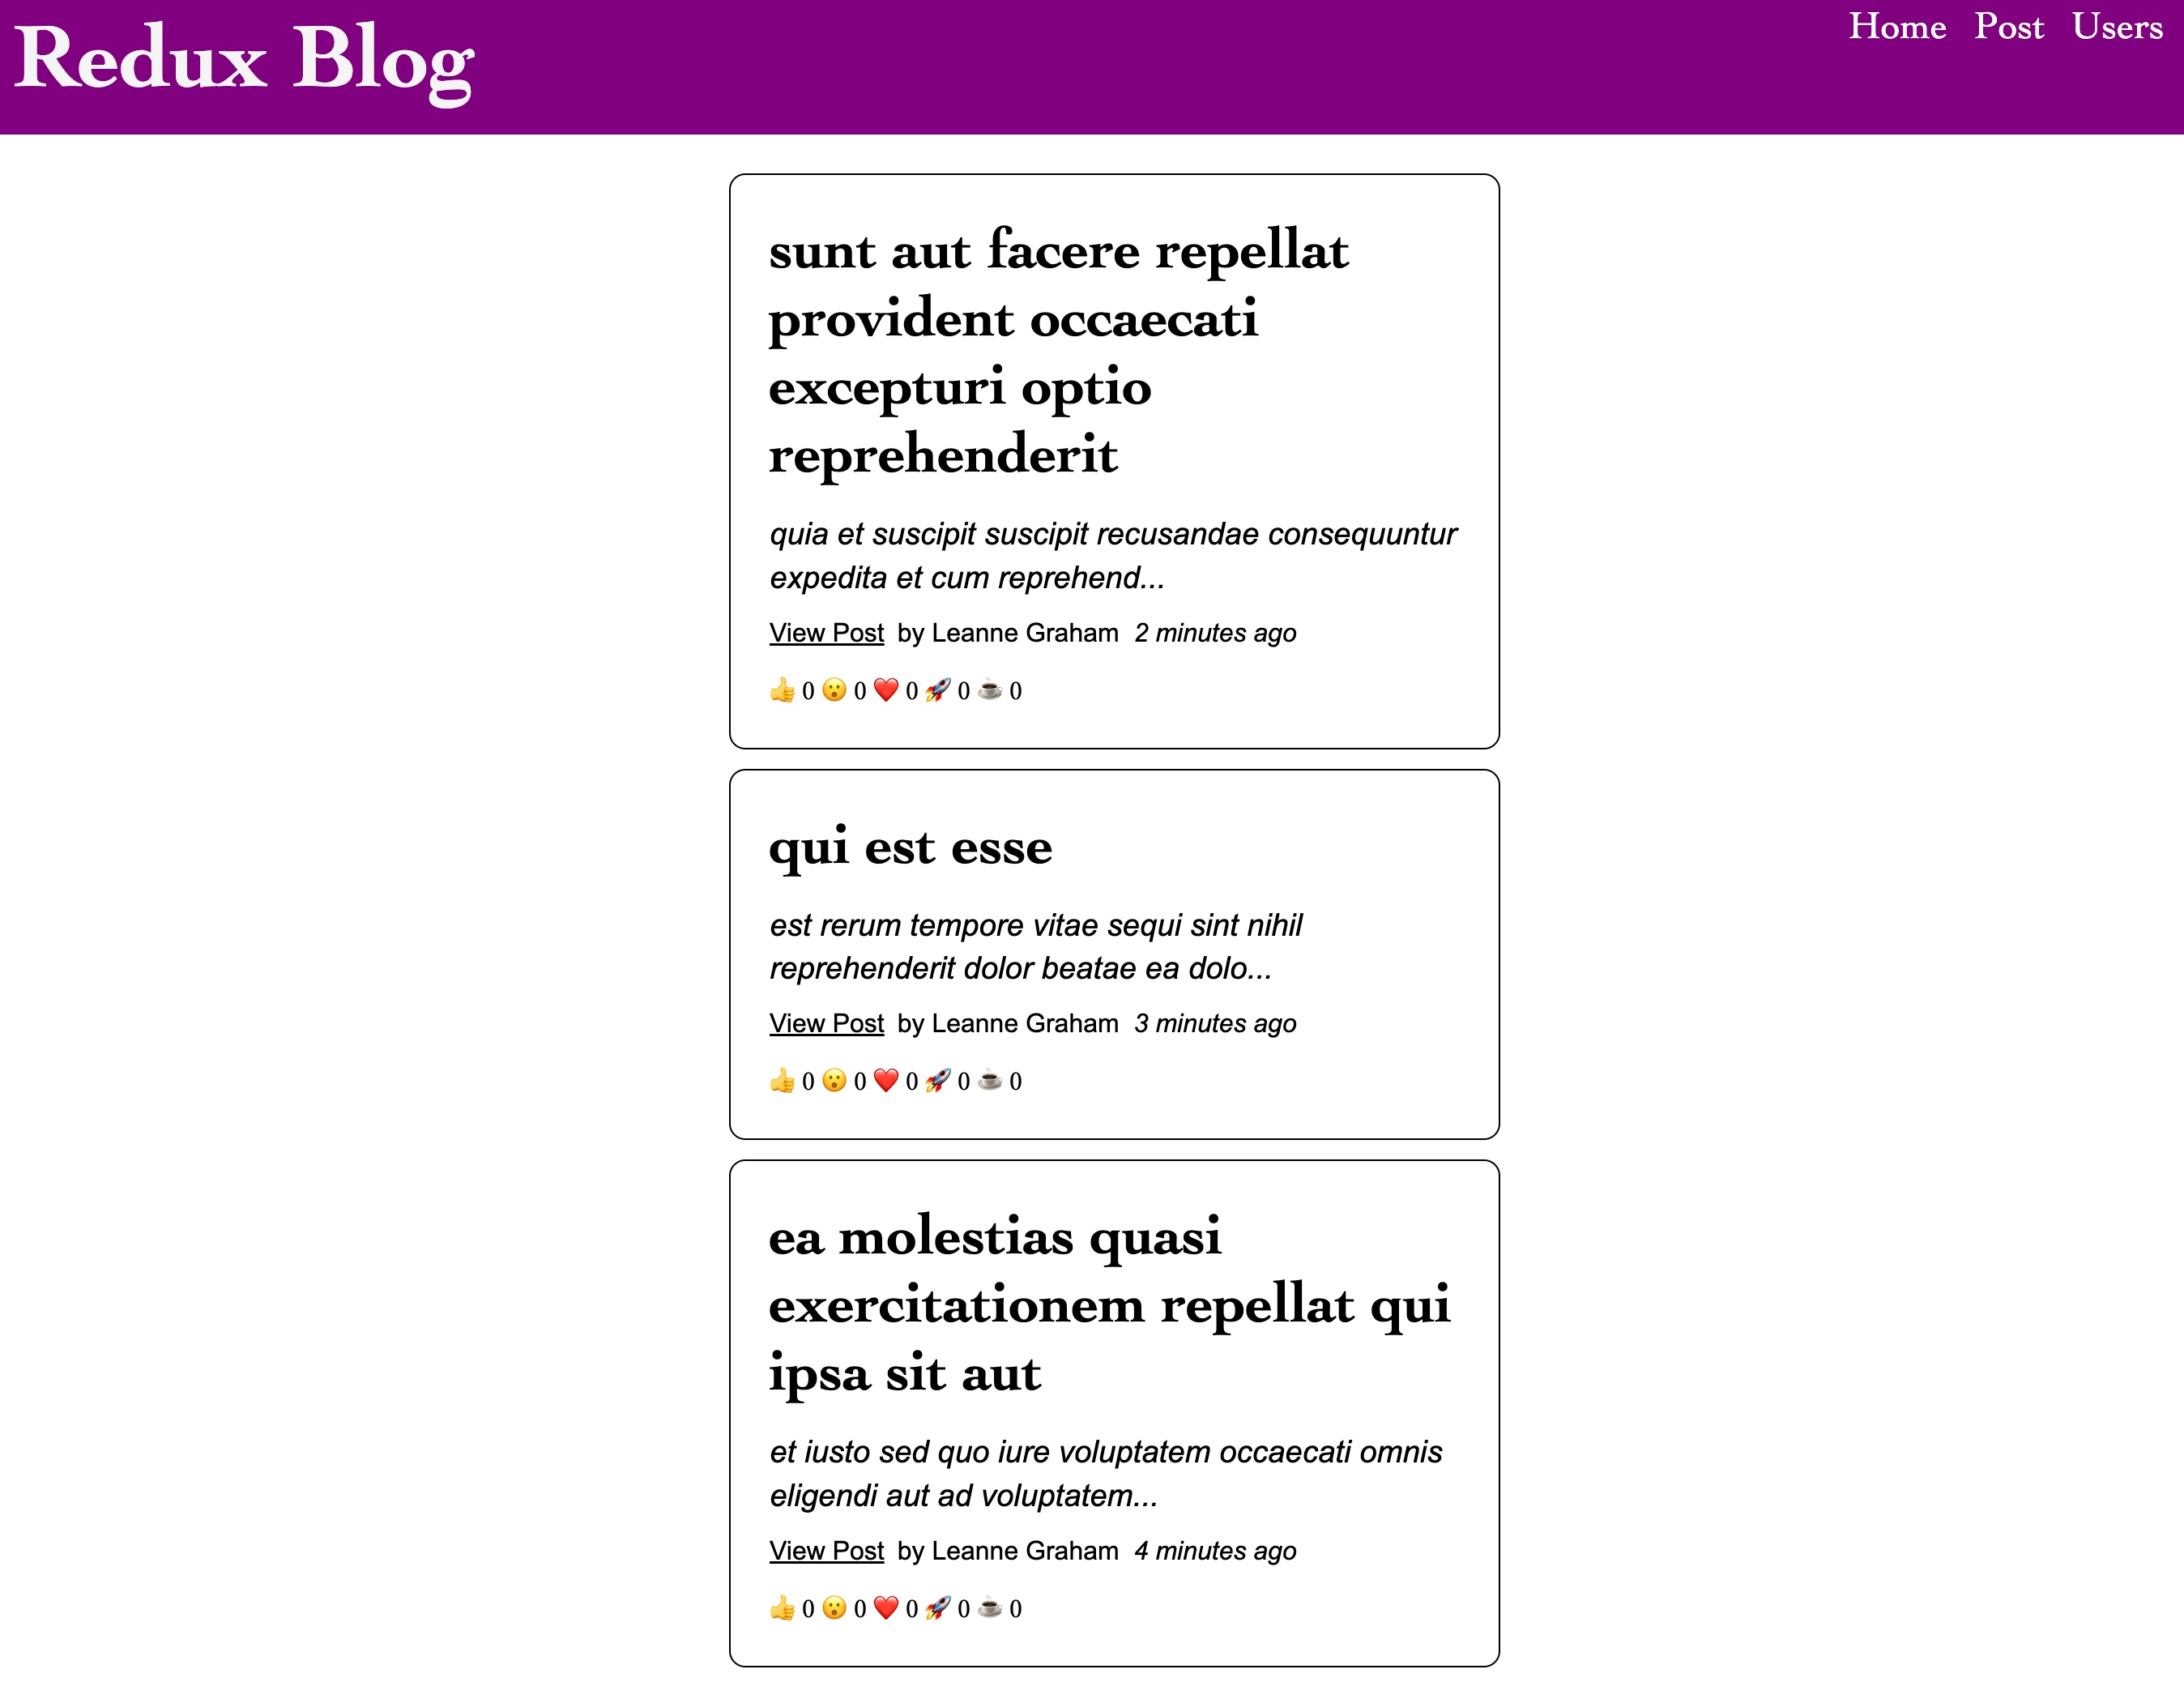 Redux Blog
Home Post Users
sunt aut facere repellat
provident occaecati
excepturi optio
reprehenderit
quia et suscipit suscipit recusandae consequuntur
expedita et cum reprehend...
View Post by Leanne Graham 2 minutes ago
👍 0 😮 0 ❤️ 0 🚀 0 ☕ 0
qui est esse
est rerum tempore vitae sequi sint nihil
reprehenderit dolor beatae ea dolo...
View Post by Leanne Graham 3 minutes ago
👍 0 😮 0 ❤️ 0 🚀 0 ☕ 0
ea molestias quasi
exercitationem repellat qui
ipsa sit aut
et iusto sed quo iure voluptatem occaecati omnis
eligendi aut ad voluptatem...
View Post by Leanne Graham 4 minutes ago
👍 0 😮 0 ❤️ 0 🚀 0 ☕ 0